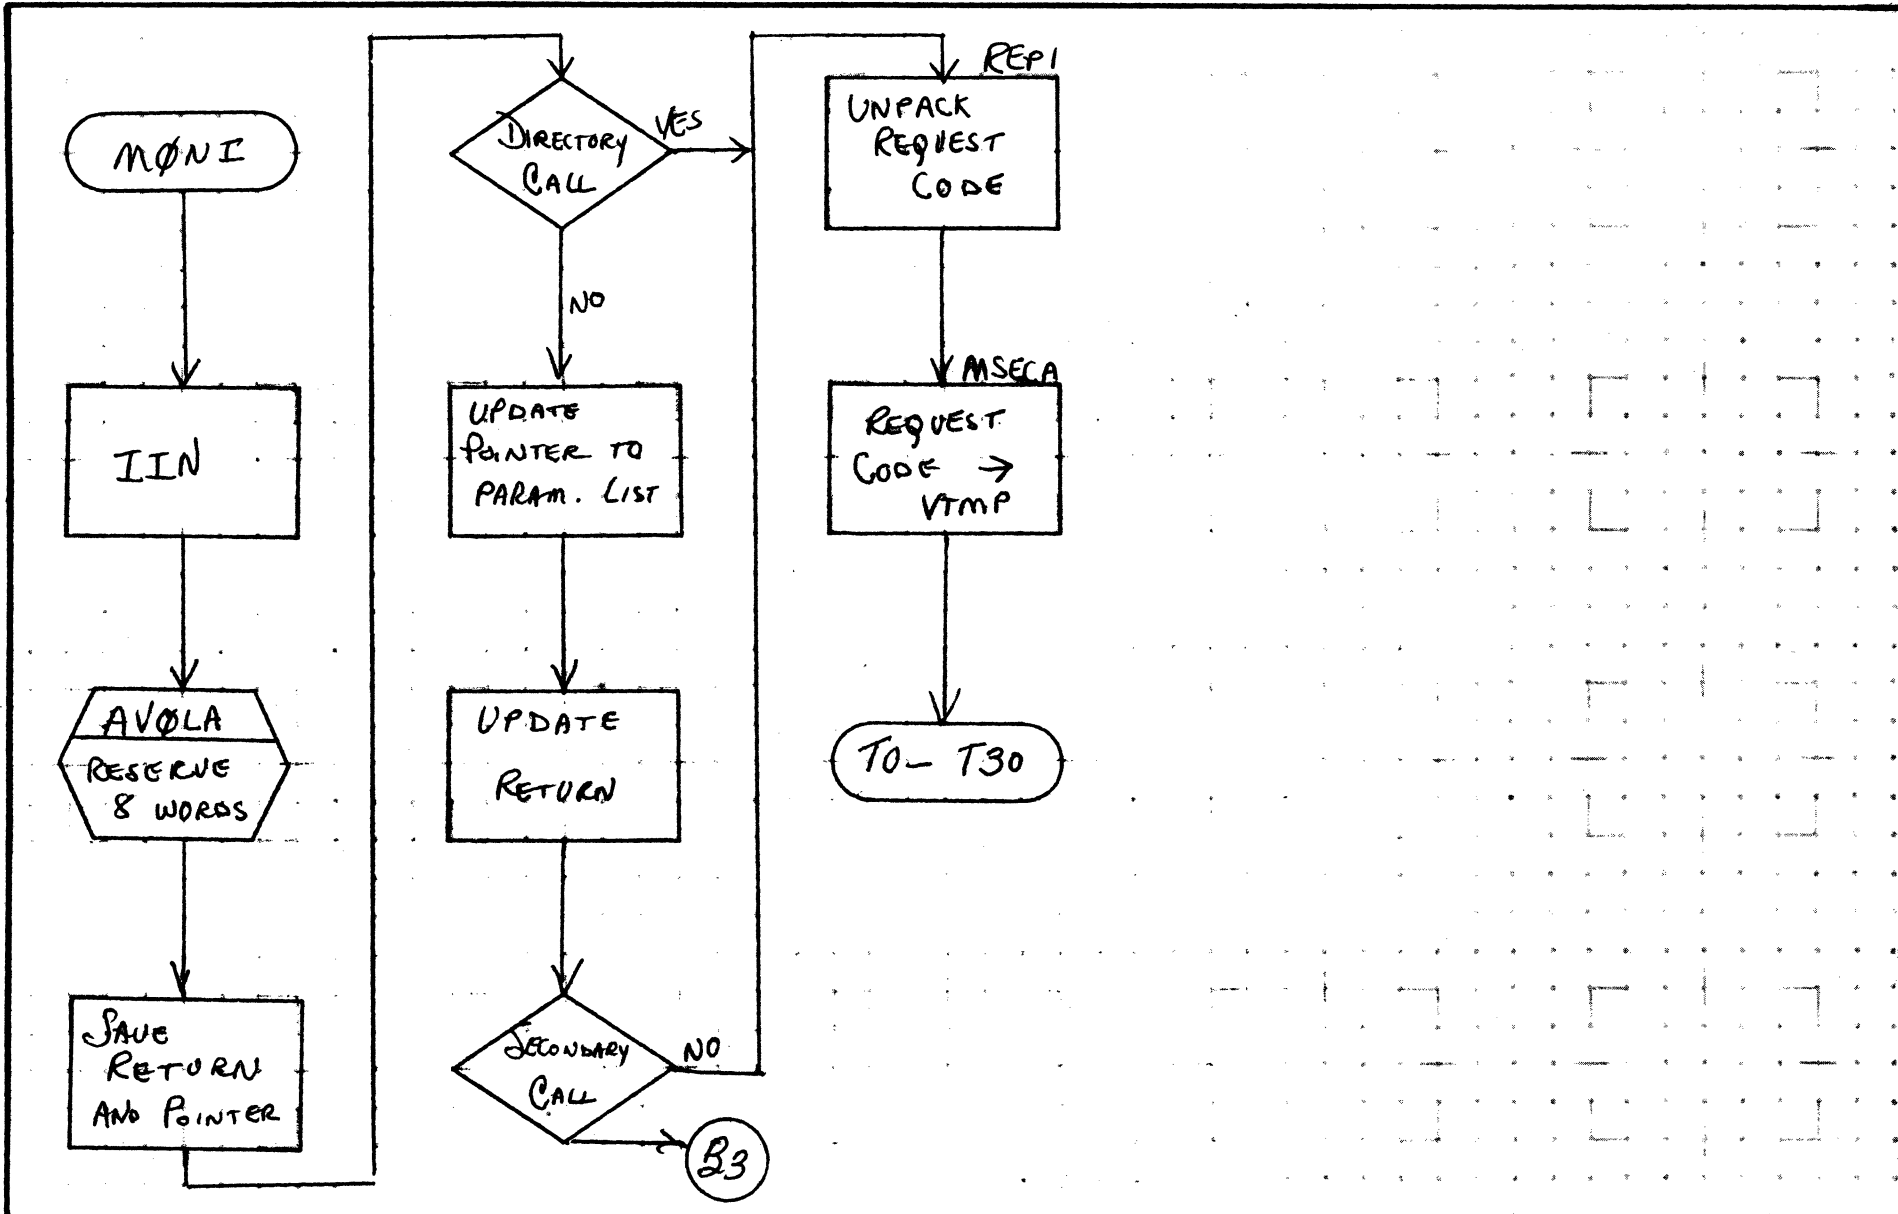 MØNI
IIN
AVØLA
RESERVE
8 WORDS
SAVE
RETURN
AND POINTER
DIRECTORY
CALL
YES
NO
UPDATE
POINTER TO
PARAM. LIST
UPDATE
RETURN
SECONDARY
CALL
NO
B3
REP1
UNPACK
REQUEST
CODE
MSECA
REQUEST
CODE →
VTMP
T0 – T30